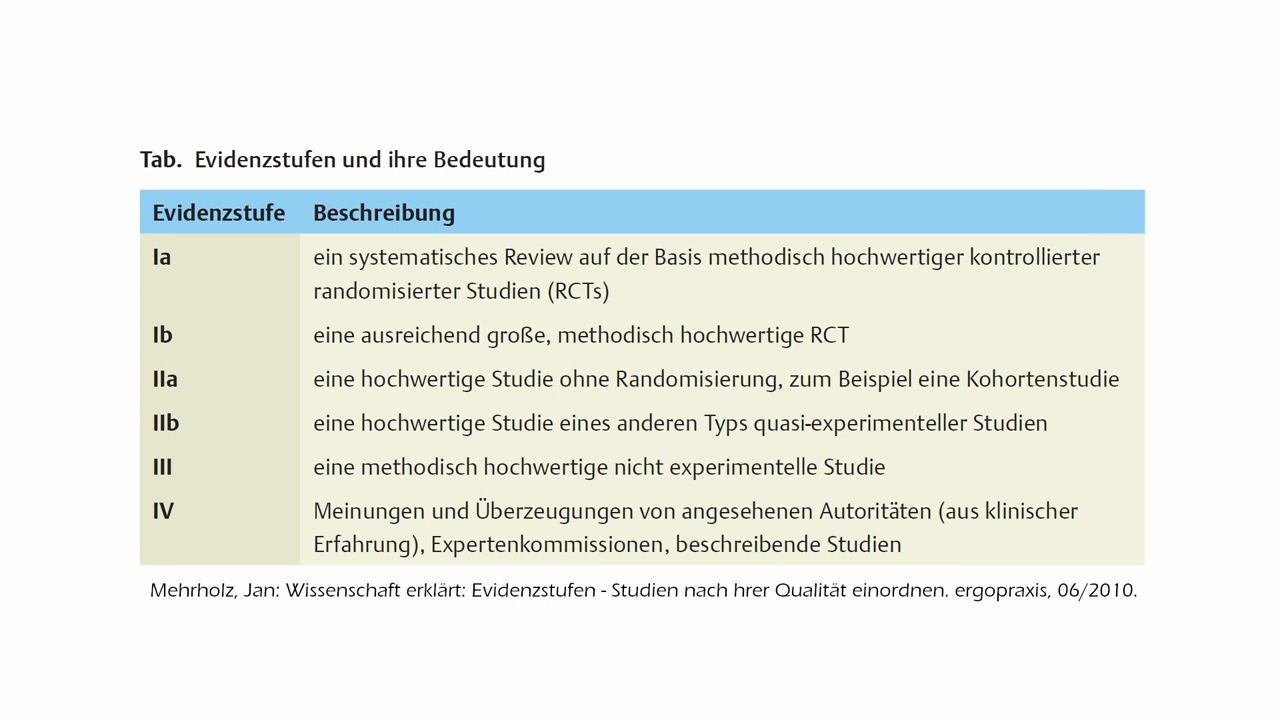 Tab. Evidenzstufen und ihre Bedeutung
Evidenzstufe Beschreibung
Ia ein systematisches Review auf der Basis methodisch hochwertiger kontrollierter
randomisierter Studien (RCTs)
Ib eine ausreichend große, methodisch hochwertige RCT
IIa eine hochwertige Studie ohne Randomisierung, zum Beispiel eine Kohortenstudie
IIb eine hochwertige Studie eines anderen Typs quasi-experimenteller Studien
III eine methodisch hochwertige nicht experimentelle Studie
IV Meinungen und Überzeugungen von angesehenen Autoritäten (aus klinischer
Erfahrung), Expertenkommissionen, beschreibende Studien
Mehrholz, Jan: Wissenschaft erklärt: Evidenzstufen - Studien nach hrer Qualität einordnen. ergopraxis, 06/2010.